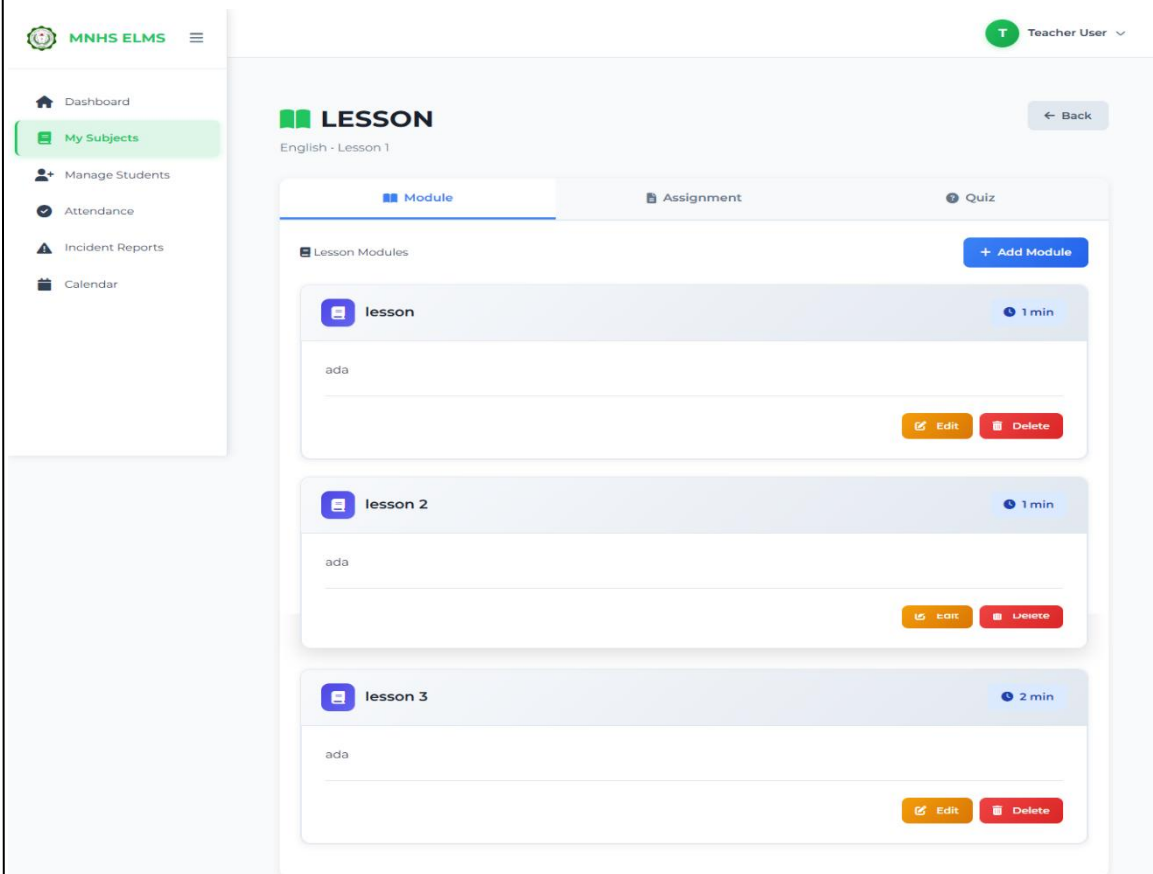 MNHS ELMS
T Teacher User
Dashboard
My Subjects
Manage Students
Attendance
Incident Reports
Calendar
LESSON
← Back
English - Lesson 1
Module
Assignment
Quiz
Lesson Modules
+ Add Module
lesson
1 min
ada
Edit Delete
lesson 2
1 min
ada
Edit Delete
lesson 3
2 min
ada
Edit Delete